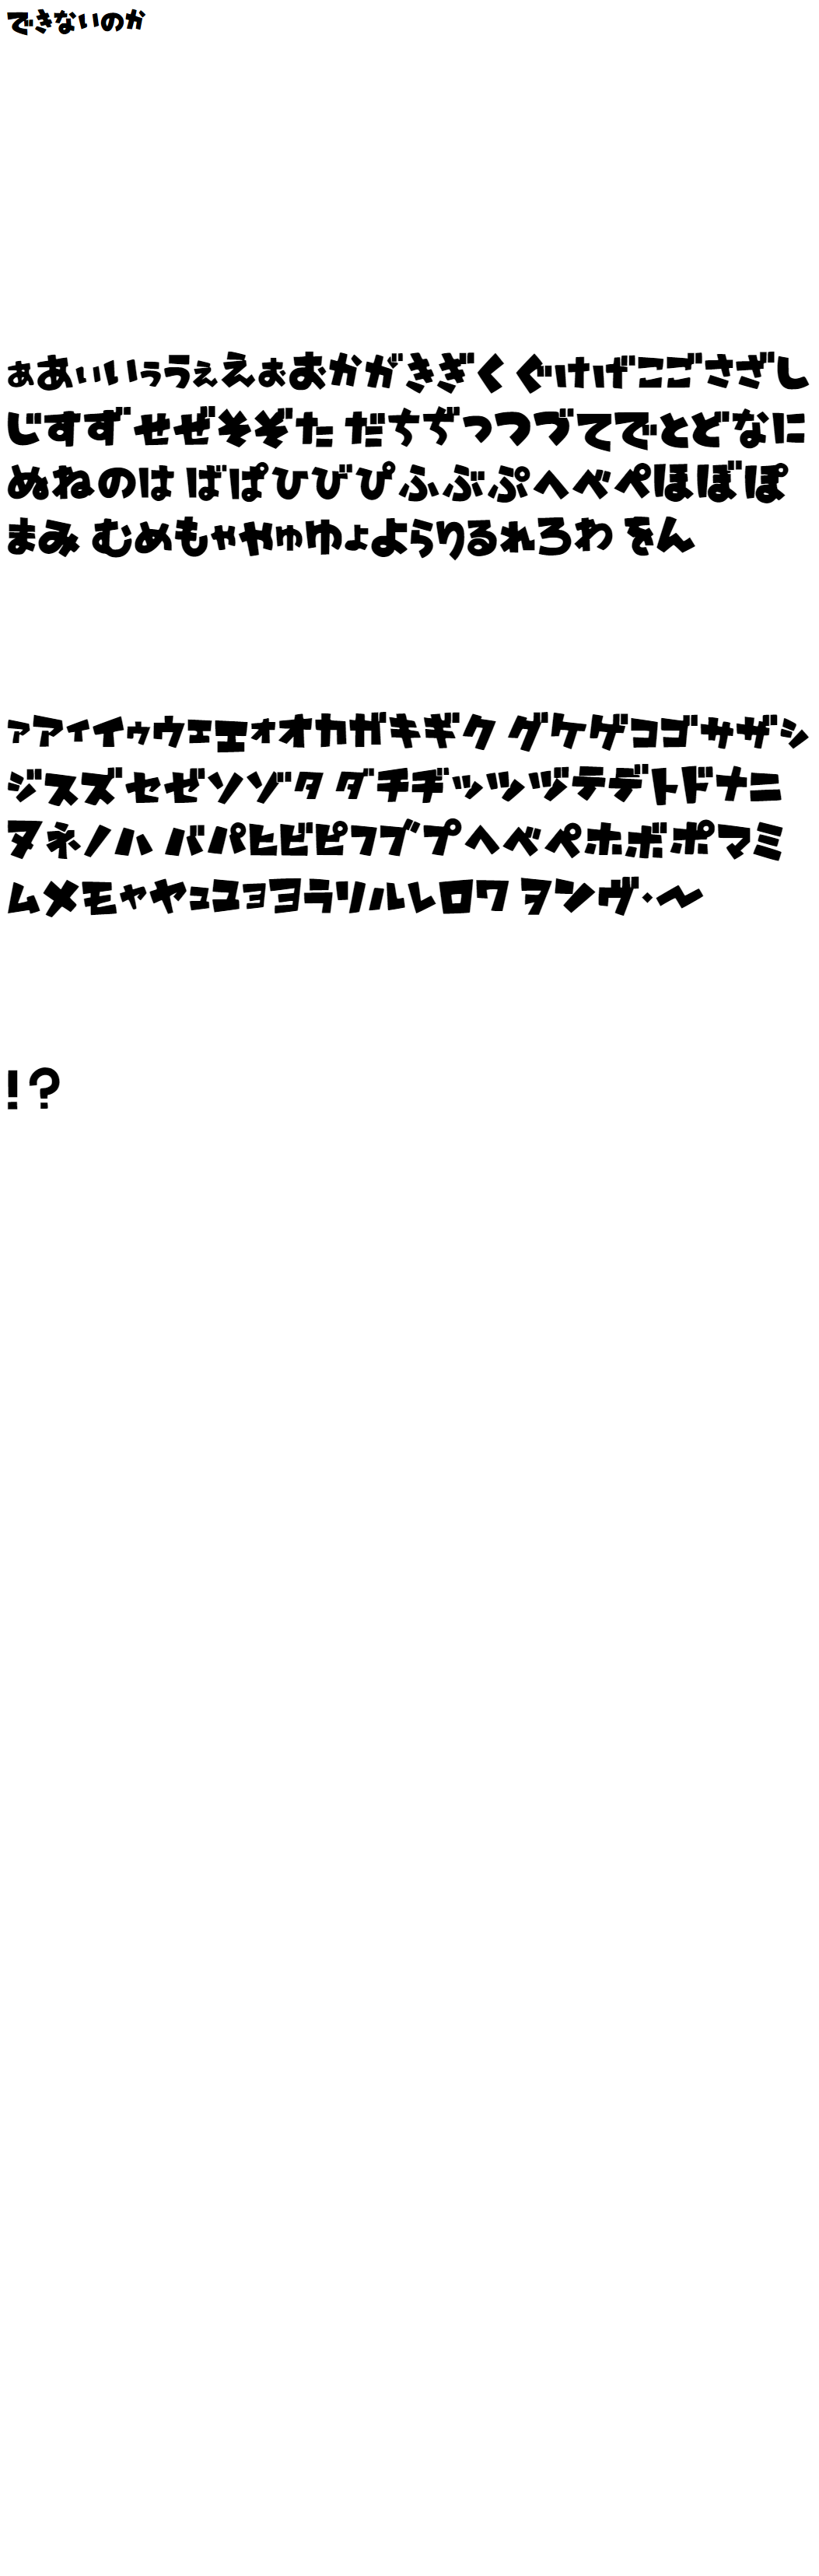 できないのか
ぁあぃいぅうぇえぉおかがきぎくぐけげこごさざし
じすずせぜそぞただちぢっつづてでとどなに
ぬねのはばぱひびぴふぶぷへべぺほぼぽ
まみむめもゃやゅゆょよらりるれろわをん
ァアィイゥウェエォオカガキギクグケゲコゴサザシ
ジスズセゼソゾタダチヂッツヅテデトドナニ
ヌネノハバパヒビピフブプヘベペホボポマミ
ムメモャヤュユョヨラリルレロワヲンヴ・〜
!?